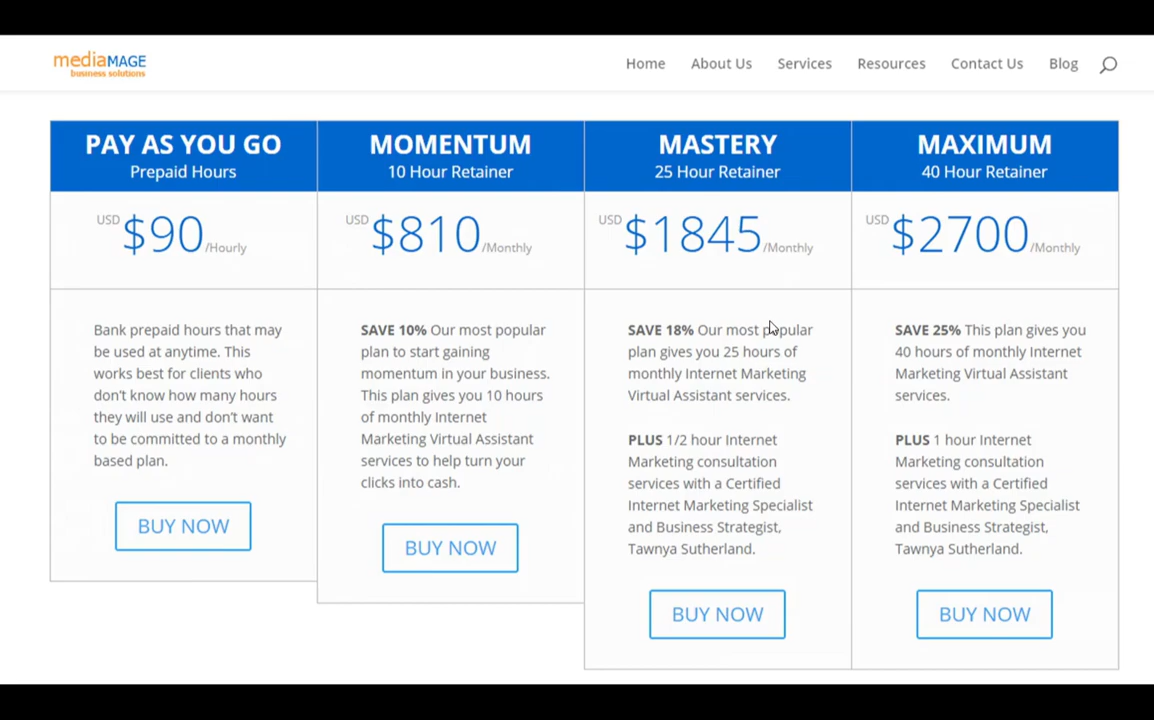 mediaMAGE
business solutions
Home About Us Services Resources Contact Us Blog
PAY AS YOU GO
Prepaid Hours
USD $90/Hourly
Bank prepaid hours that may
be used at anytime. This
works best for clients who
don't know how many hours
they will use and don't want
to be committed to a monthly
based plan.
BUY NOW
MOMENTUM
10 Hour Retainer
USD $810/Monthly
SAVE 10% Our most popular
plan to start gaining
momentum in your business.
This plan gives you 10 hours
of monthly Internet
Marketing Virtual Assistant
services to help turn your
clicks into cash.
BUY NOW
MASTERY
25 Hour Retainer
USD $1845/Monthly
SAVE 18% Our most popular
plan gives you 25 hours of
monthly Internet Marketing
Virtual Assistant services.
PLUS 1/2 hour Internet
Marketing consultation
services with a Certified
Internet Marketing Specialist
and Business Strategist,
Tawnya Sutherland.
BUY NOW
MAXIMUM
40 Hour Retainer
USD $2700/Monthly
SAVE 25% This plan gives you
40 hours of monthly Internet
Marketing Virtual Assistant
services.
PLUS 1 hour Internet
Marketing consultation
services with a Certified
Internet Marketing Specialist
and Business Strategist,
Tawnya Sutherland.
BUY NOW